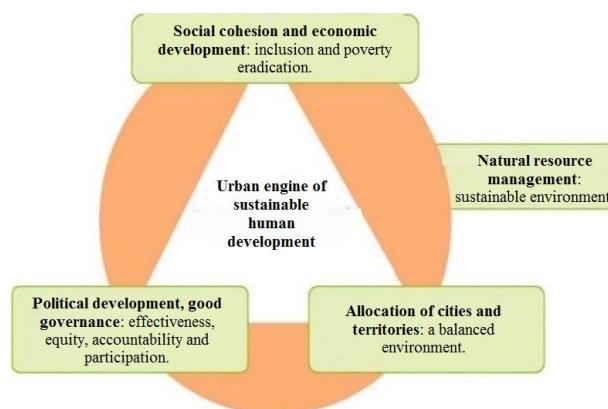 Social cohesion and economic
development: inclusion and poverty
eradication.
Natural resource
management:
sustainable environment
Urban engine of
sustainable
human
development
Political development, good
governance: effectiveness,
equity, accountability and
participation.
Allocation of cities and
territories: a balanced
environment.